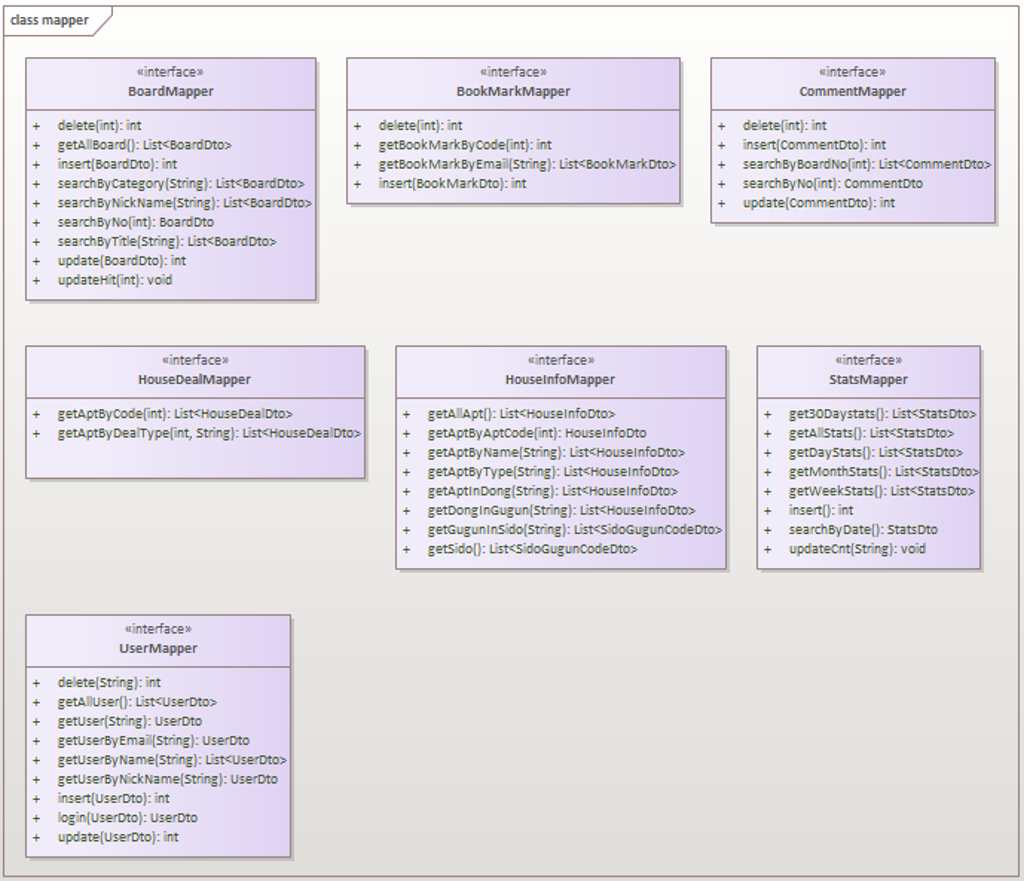 class mapper
«interface»
BoardMapper
+ delete(int): int
+ getAllBoard(): List<BoardDto>
+ insert(BoardDto): int
+ searchByCategory(String): List<BoardDto>
+ searchByNickName(String): List<BoardDto>
+ searchByNo(int): BoardDto
+ searchByTitle(String): List<BoardDto>
+ update(BoardDto): int
+ updateHit(int): void
«interface»
BookMarkMapper
+ delete(int): int
+ getBookMarkByCode(int): int
+ getBookMarkByEmail(String): List<BookMarkDto>
+ insert(BookMarkDto): int
«interface»
CommentMapper
+ delete(int): int
+ insert(CommentDto): int
+ searchByBoardNo(int): List<CommentDto>
+ searchByNo(int): CommentDto
+ update(CommentDto): int
«interface»
HouseDealMapper
+ getAptByCode(int): List<HouseDealDto>
+ getAptByDealType(int, String): List<HouseDealDto>
«interface»
HouseInfoMapper
+ getAllApt(): List<HouseInfoDto>
+ getAptByAptCode(int): HouseInfoDto
+ getAptByName(String): List<HouseInfoDto>
+ getAptByType(String): List<HouseInfoDto>
+ getAptInDong(String): List<HouseInfoDto>
+ getDongInGugun(String): List<HouseInfoDto>
+ getGugunInSido(String): List<SidoGugunCodeDto>
+ getSido(): List<SidoGugunCodeDto>
«interface»
StatsMapper
+ get30Daystats(): List<StatsDto>
+ getAllStats(): List<StatsDto>
+ getDayStats(): List<StatsDto>
+ getMonthStats(): List<StatsDto>
+ getWeekStats(): List<StatsDto>
+ insert(): int
+ searchByDate(): StatsDto
+ updateCnt(String): void
«interface»
UserMapper
+ delete(String): int
+ getAllUser(): List<UserDto>
+ getUser(String): UserDto
+ getUserByEmail(String): UserDto
+ getUserByName(String): List<UserDto>
+ getUserByNickName(String): UserDto
+ insert(UserDto): int
+ login(UserDto): UserDto
+ update(UserDto): int